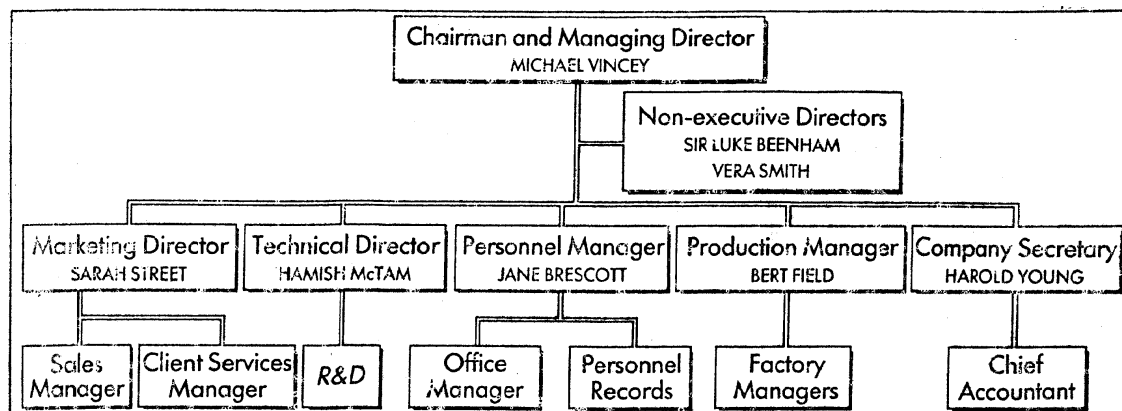 Chairman and Managing Director
MICHAEL VINCEY
Non-executive Directors
SIR LUKE BEENHAM
VERA SMITH
Marketing Director
SARAH STREET
Technical Director
HAMISH McTAM
Personnel Manager
JANE BRESCOTT
Production Manager
BERT FIELD
Company Secretary
HAROLD YOUNG
Sales
Manager
Client Services
Manager
R&D
Office
Manager
Personnel
Records
Factory
Managers
Chief
Accountant